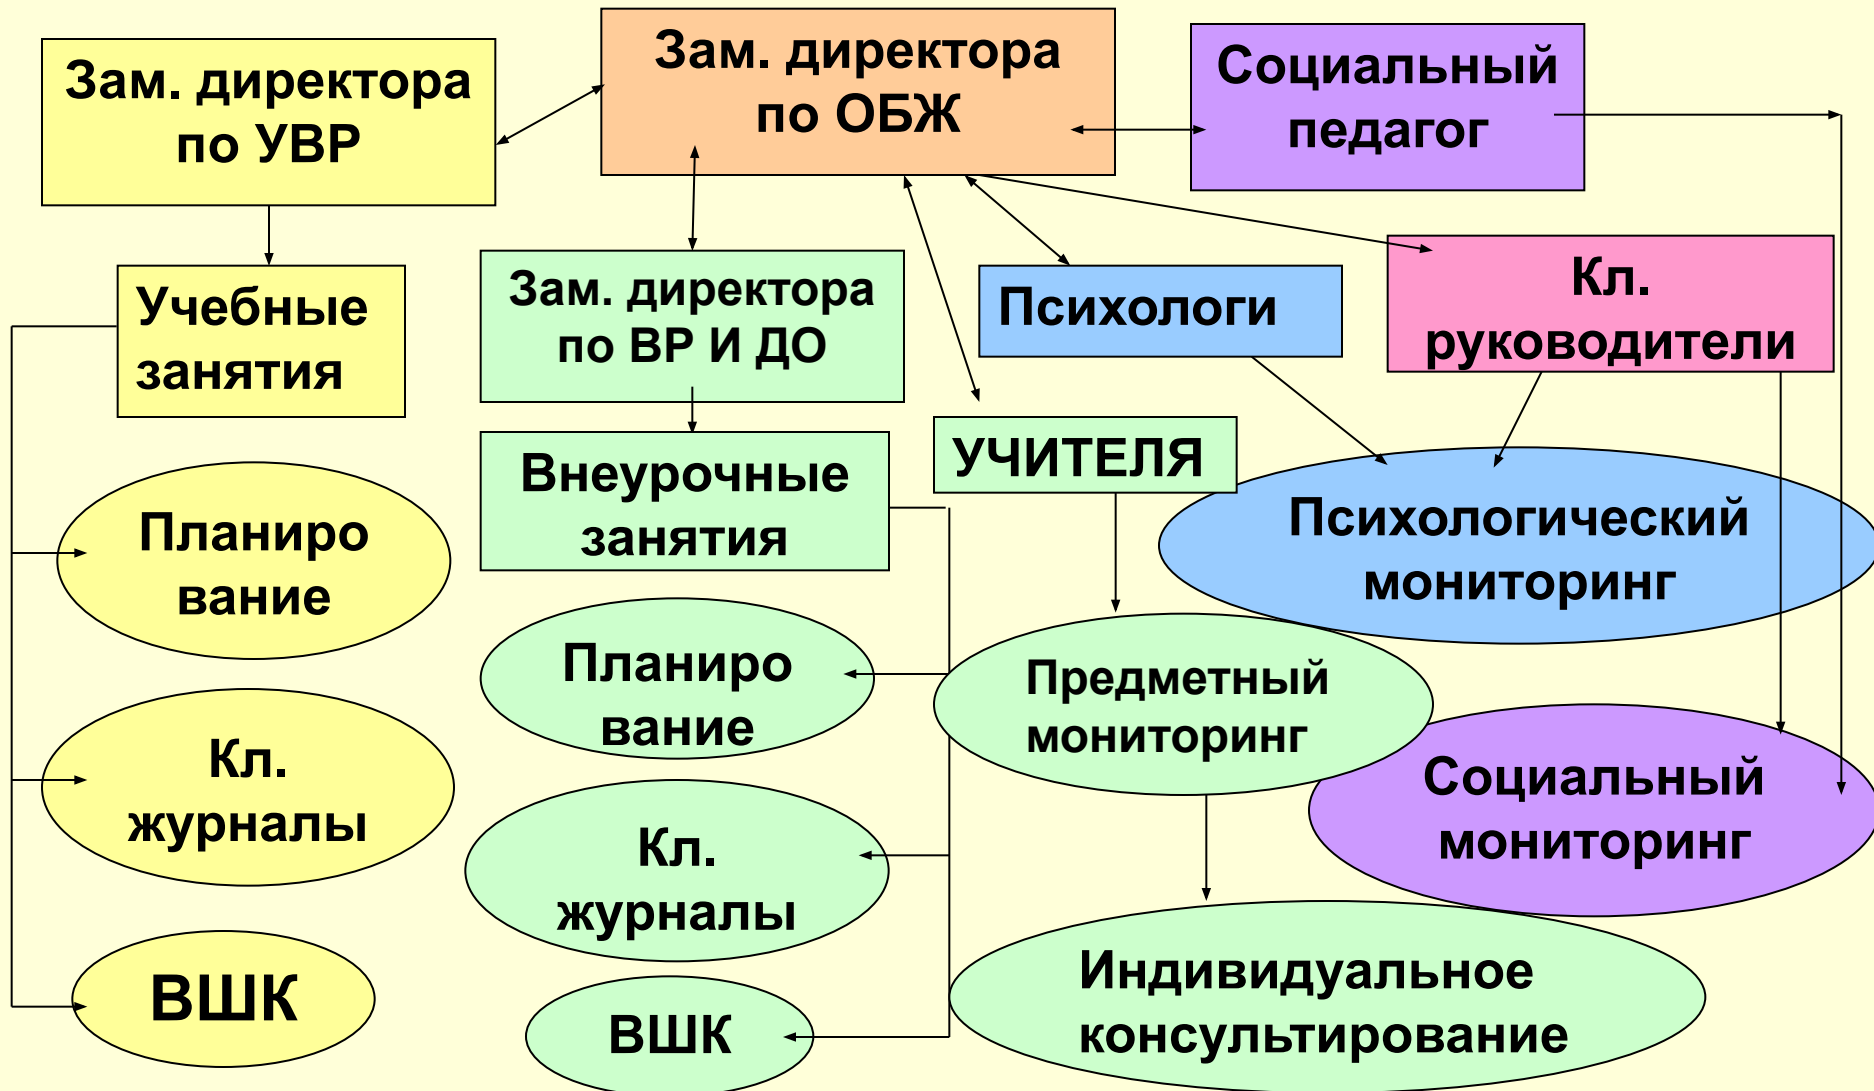 Зам. директора
по УВР
Зам. директора
по ОБЖ
Социальный
педагог
Учебные
занятия
Зам. директора
по ВР И ДО
Психологи
Кл.
руководители
Внеурочные
занятия
УЧИТЕЛЯ
Планиро
вание
Психологический
мониторинг
Планиро
вание
Предметный
мониторинг
Кл.
журналы
Социальный
мониторинг
Кл.
журналы
ВШК
Индивидуальное
консультирование
ВШК